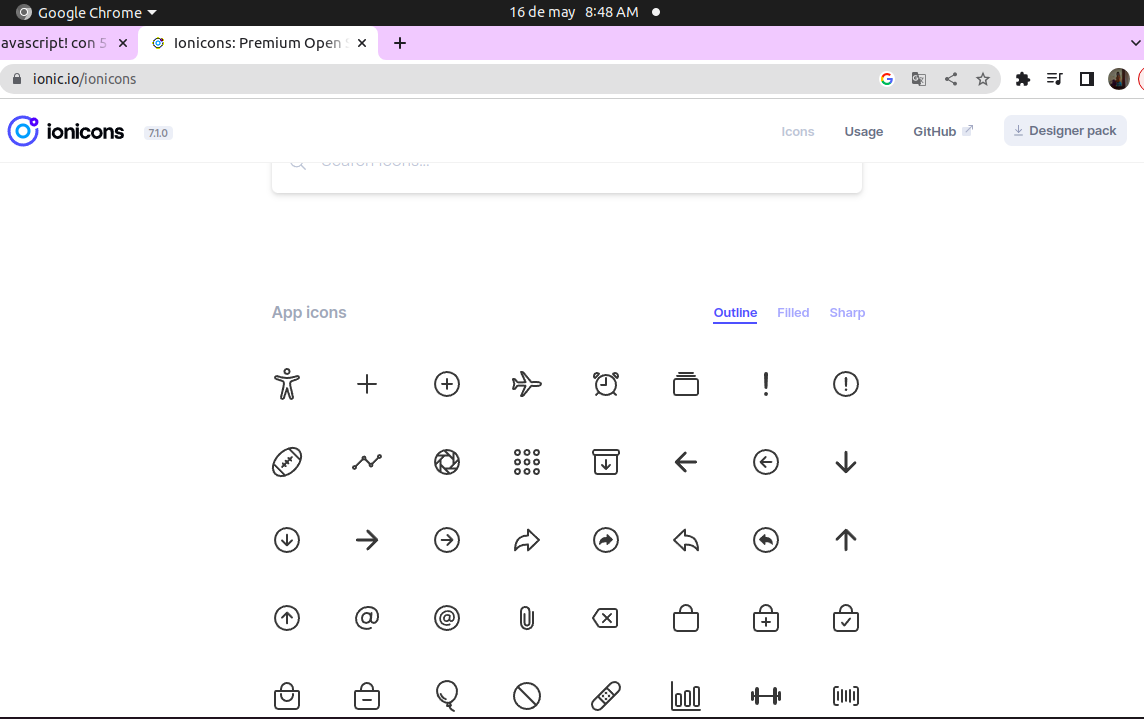 Google Chrome
16 de may 8:48 AM
avascript! con 5
Ionicons: Premium Open
ionic.io/ionicons
ionicons 7.1.0
Icons Usage GitHub Designer pack
Search icons...
App icons
Outline Filled Sharp